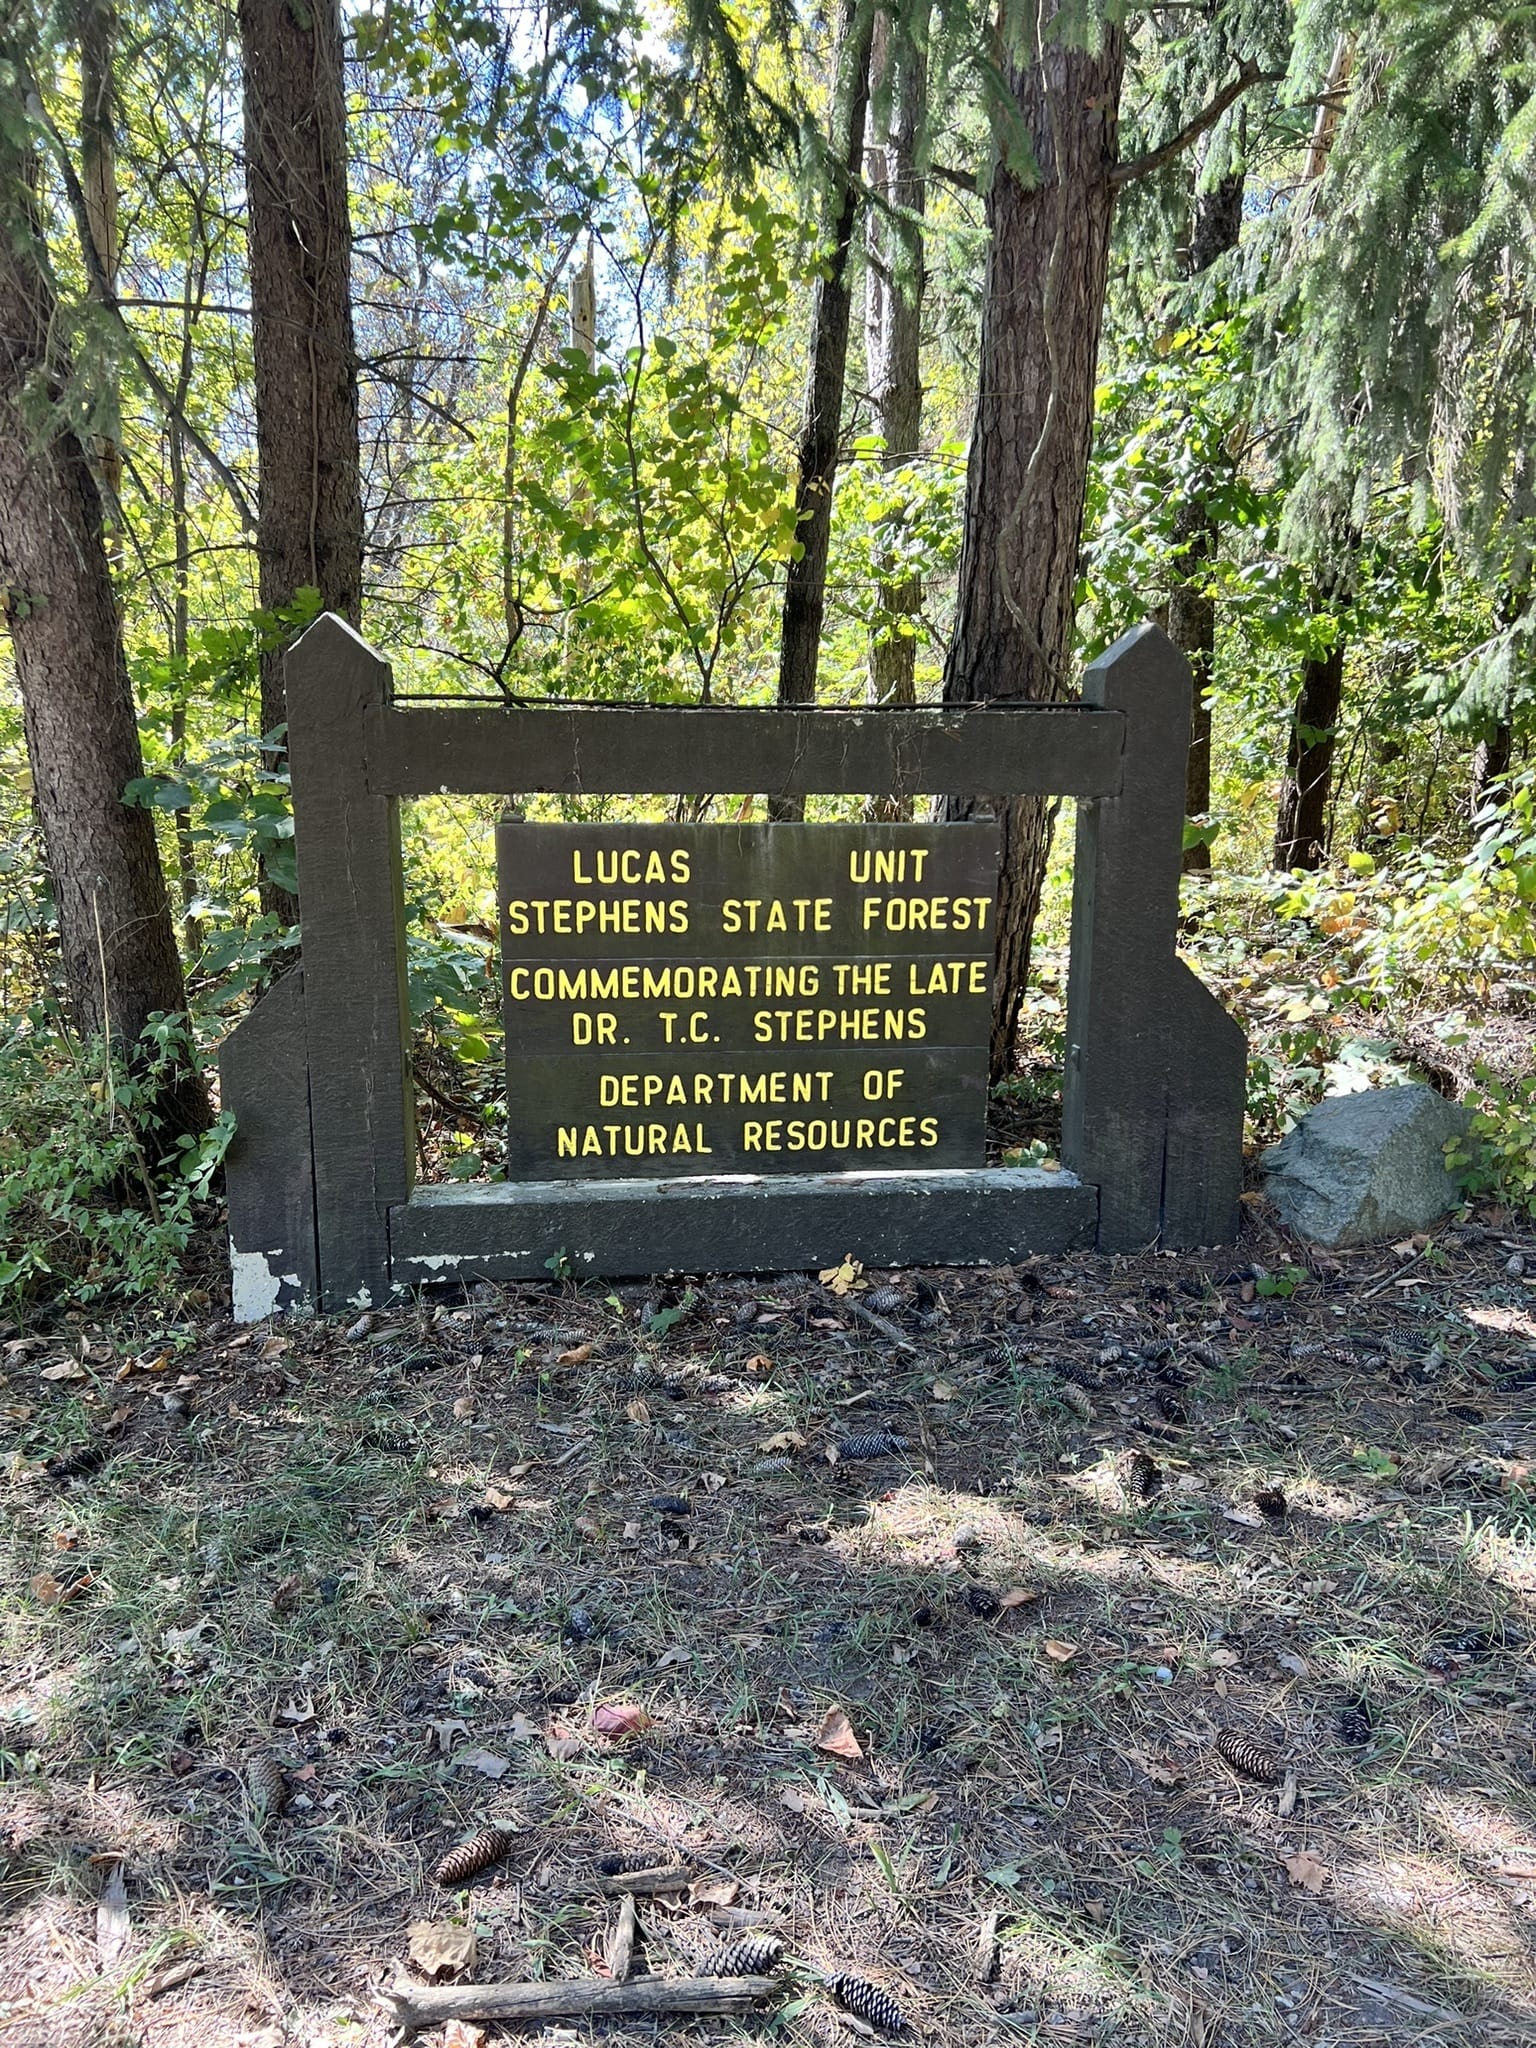 LUCAS UNIT
STEPHENS STATE FOREST
COMMEMORATING THE LATE
DR. T.C. STEPHENS
DEPARTMENT OF
NATURAL RESOURCES